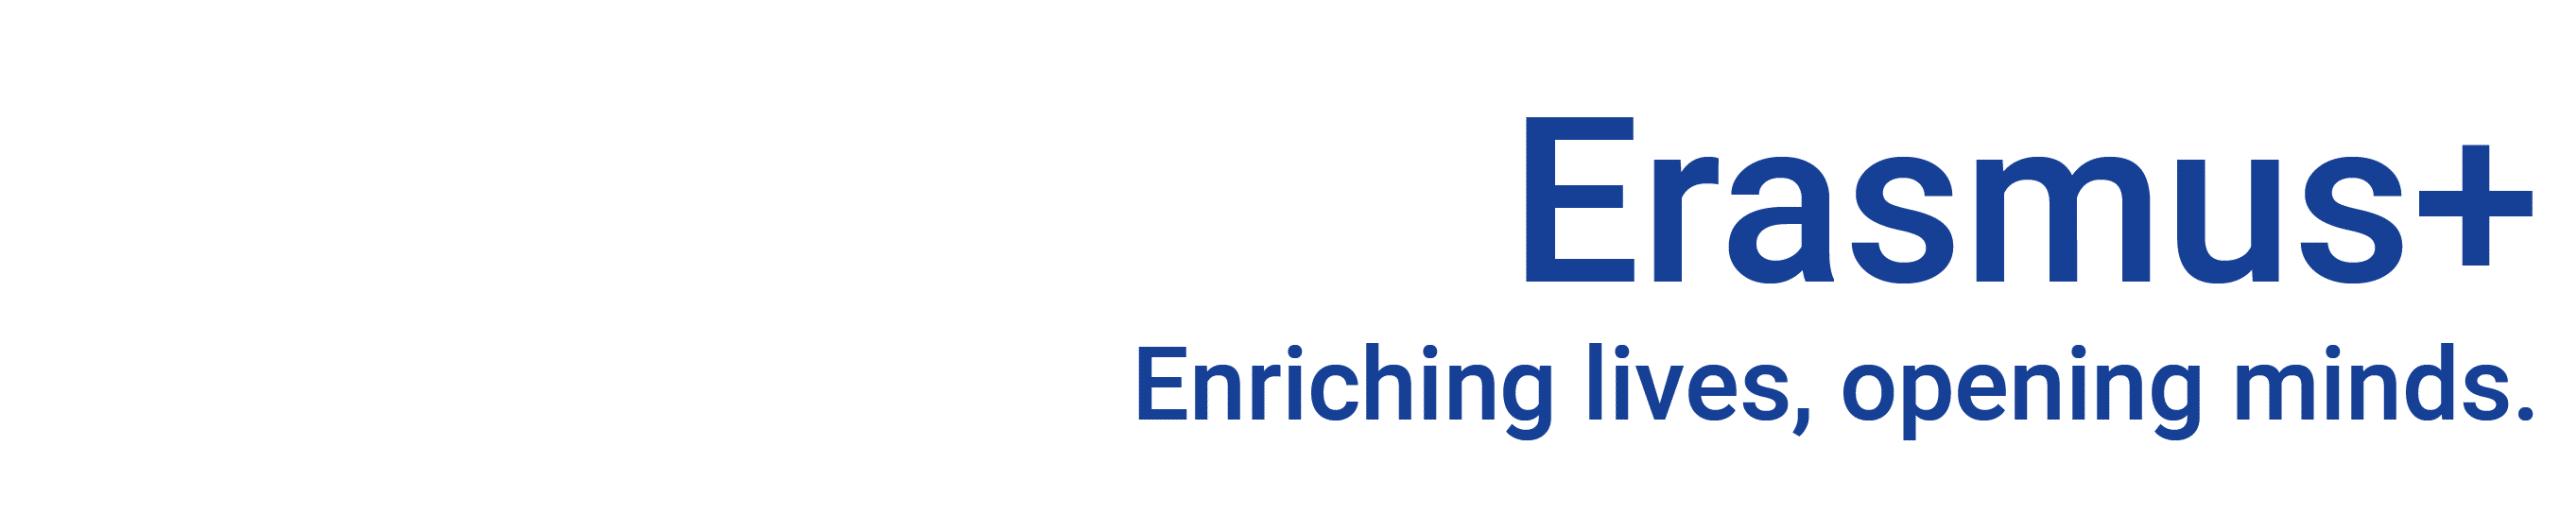 Erasmus+
Enriching lives, opening minds.